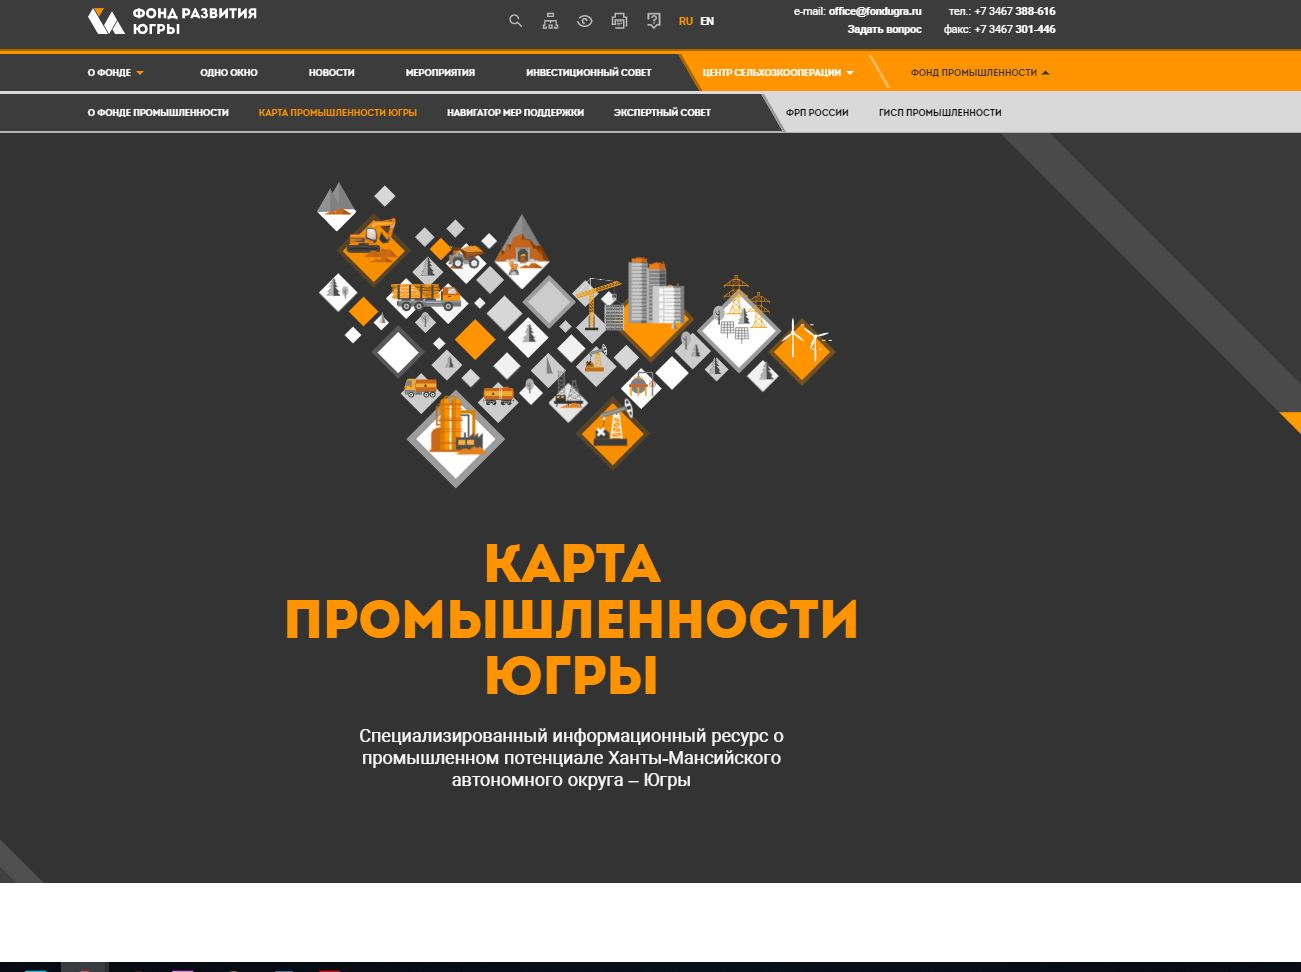 ФОНД РАЗВИТИЯ
ЮГРЫ
RU EN
e-mail: office@fondugra.ru
Задать вопрос
тел.: +7 3467 388-616
факс: +7 3467 301-446
О ФОНДЕ ОДНО ОКНО НОВОСТИ МЕРОПРИЯТИЯ ИНВЕСТИЦИОННЫЙ СОВЕТ ЦЕНТР СЕЛЬХОЗКООПЕРАЦИИ ФОНД ПРОМЫШЛЕННОСТИ
О ФОНДЕ ПРОМЫШЛЕННОСТИ КАРТА ПРОМЫШЛЕННОСТИ ЮГРЫ НАВИГАТОР МЕР ПОДДЕРЖКИ ЭКСПЕРТНЫЙ СОВЕТ ФРП РОССИИ ГИСП ПРОМЫШЛЕННОСТИ
КАРТА
ПРОМЫШЛЕННОСТИ
ЮГРЫ
Специализированный информационный ресурс о
промышленном потенциале Ханты-Мансийского
автономного округа – Югры